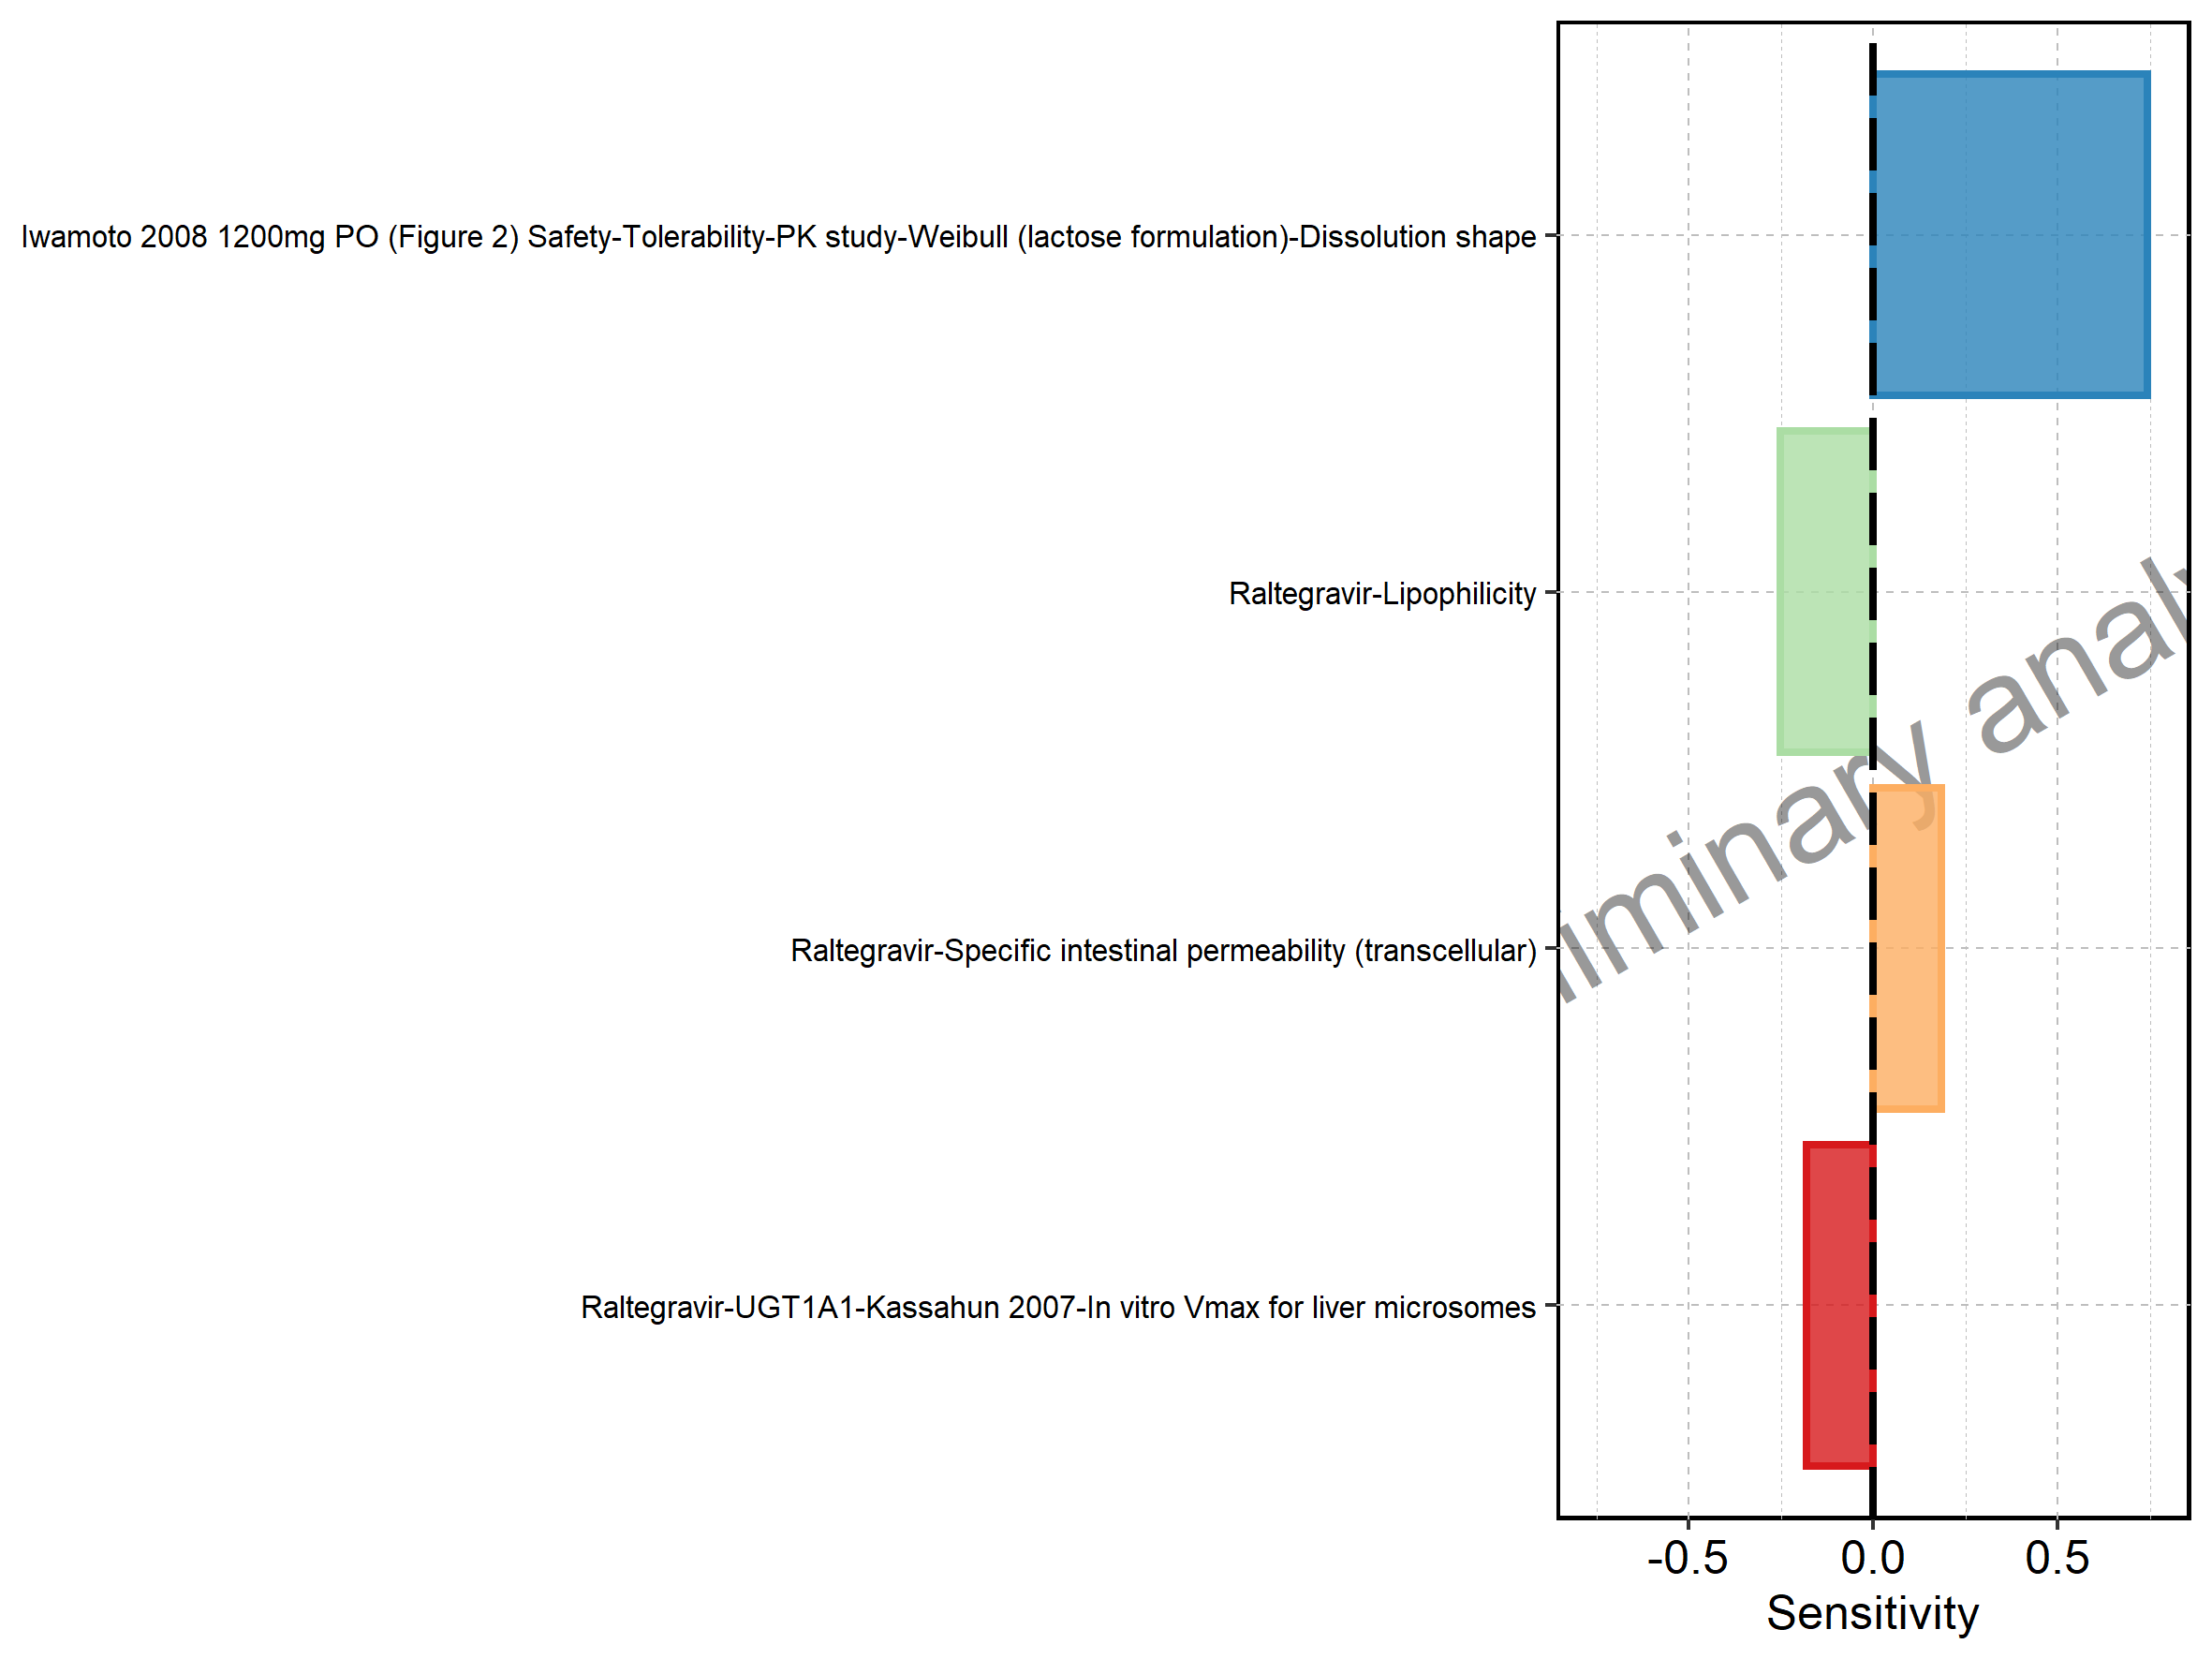 Iwamoto 2008 1200mg PO (Figure 2) Safety-Tolerability-PK study-Weibull (lactose formulation)-Dissolution shape
Raltegravir-Lipophilicity
Raltegravir-Specific intestinal permeability (transcellular)
Raltegravir-UGT1A1-Kassahun 2007-In vitro Vmax for liver microsomes
iminary analy
-0.5 0.0 0.5
Sensitivity